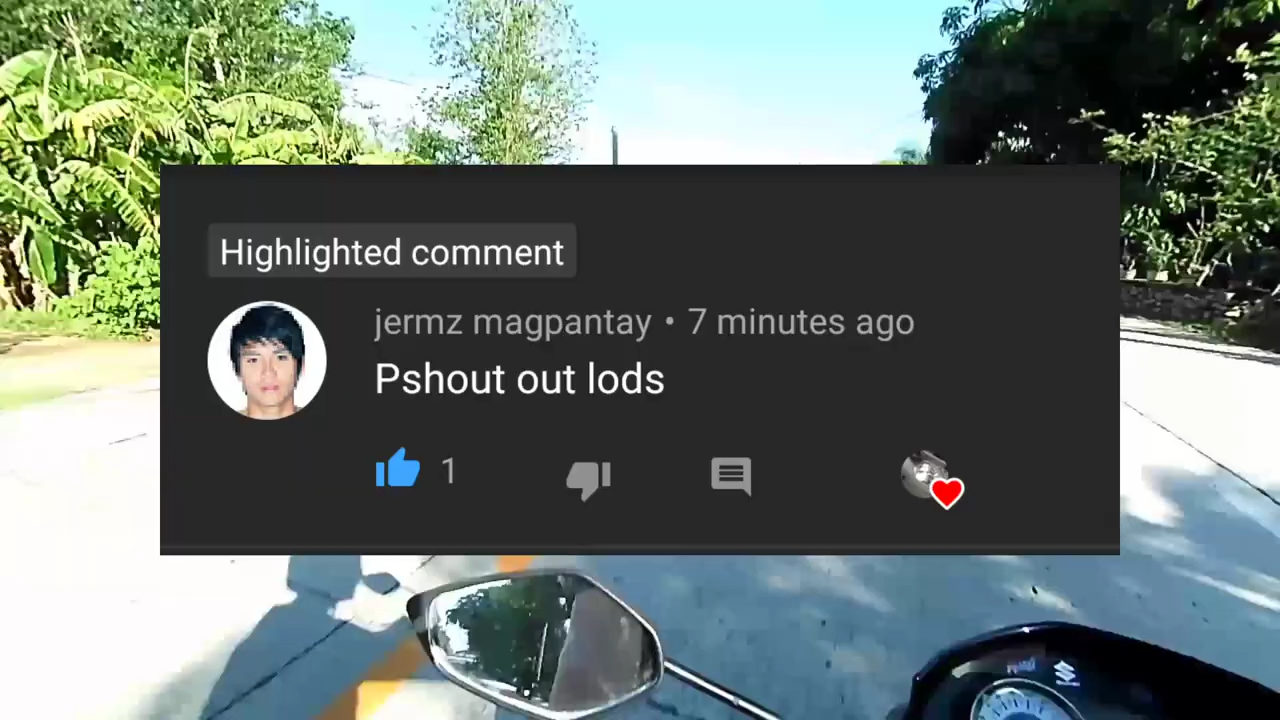 Highlighted comment
jermz magpantay • 7 minutes ago
Pshout out lods
1